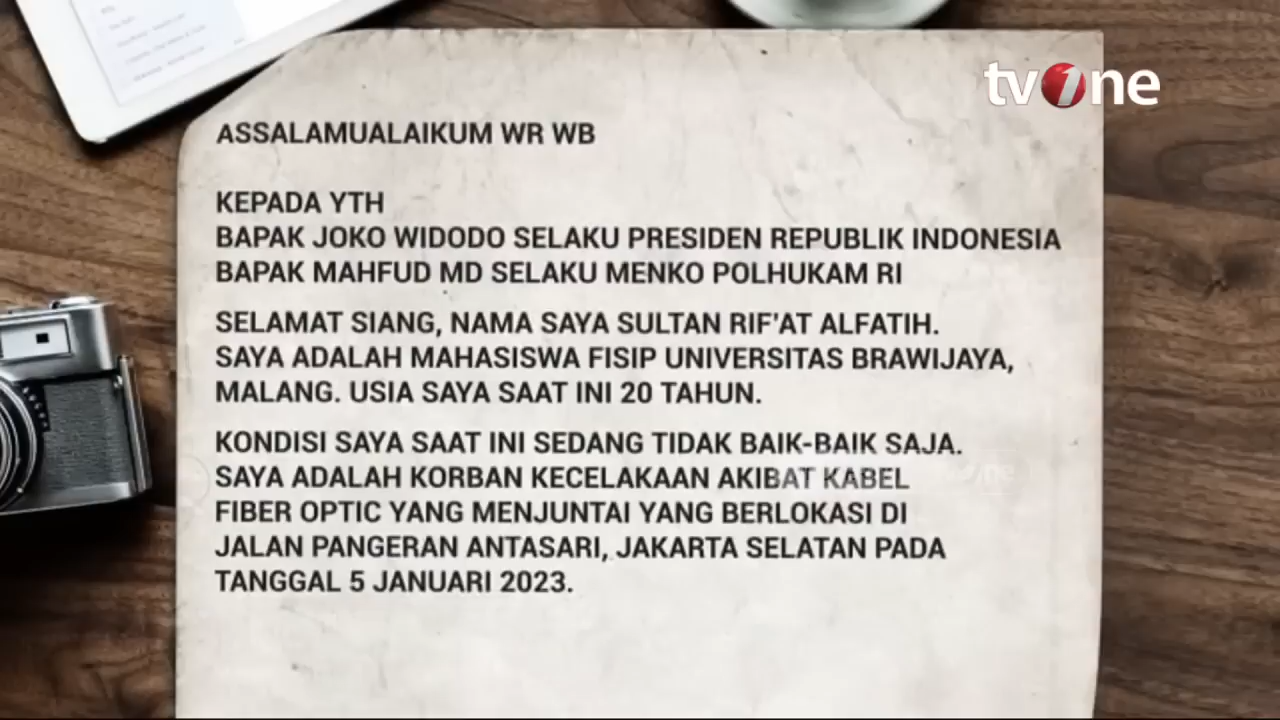 tvOne
ASSALAMUALAIKUM WR WB
KEPADA YTH
BAPAK JOKO WIDODO SELAKU PRESIDEN REPUBLIK INDONESIA
BAPAK MAHFUD MD SELAKU MENKO POLHUKAM RI
SELAMAT SIANG, NAMA SAYA SULTAN RIF'AT ALFATIH.
SAYA ADALAH MAHASISWA FISIP UNIVERSITAS BRAWIJAYA,
MALANG. USIA SAYA SAAT INI 20 TAHUN.
KONDISI SAYA SAAT INI SEDANG TIDAK BAIK-BAIK SAJA.
SAYA ADALAH KORBAN KECELAKAAN AKIBAT KABEL
FIBER OPTIC YANG MENJUNTAI YANG BERLOKASI DI
JALAN PANGERAN ANTASARI, JAKARTA SELATAN PADA
TANGGAL 5 JANUARI 2023.